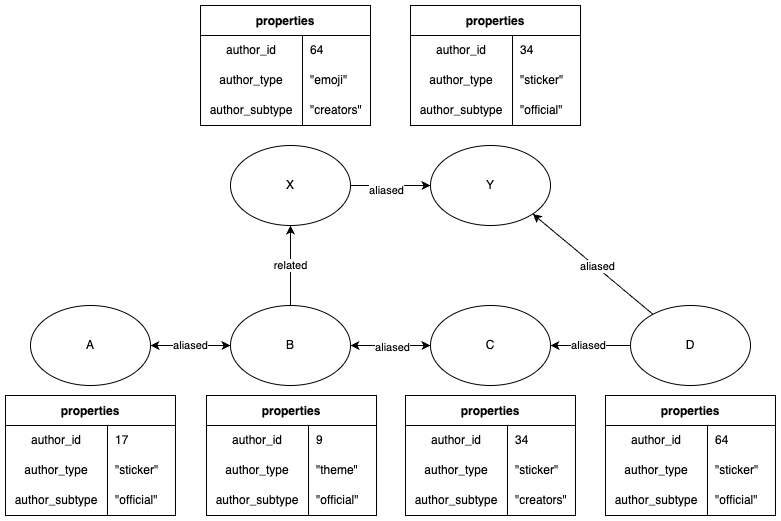 properties
author_id 64
author_type "emoji"
author_subtype "creators"
properties
author_id 34
author_type "sticker"
author_subtype "official"
X
aliased
Y
related
aliased
A
aliased
B
aliased
C
aliased
D
properties
author_id 17
author_type "sticker"
author_subtype "official"
properties
author_id 9
author_type "theme"
author_subtype "official"
properties
author_id 34
author_type "sticker"
author_subtype "creators"
properties
author_id 64
author_type "sticker"
author_subtype "official"